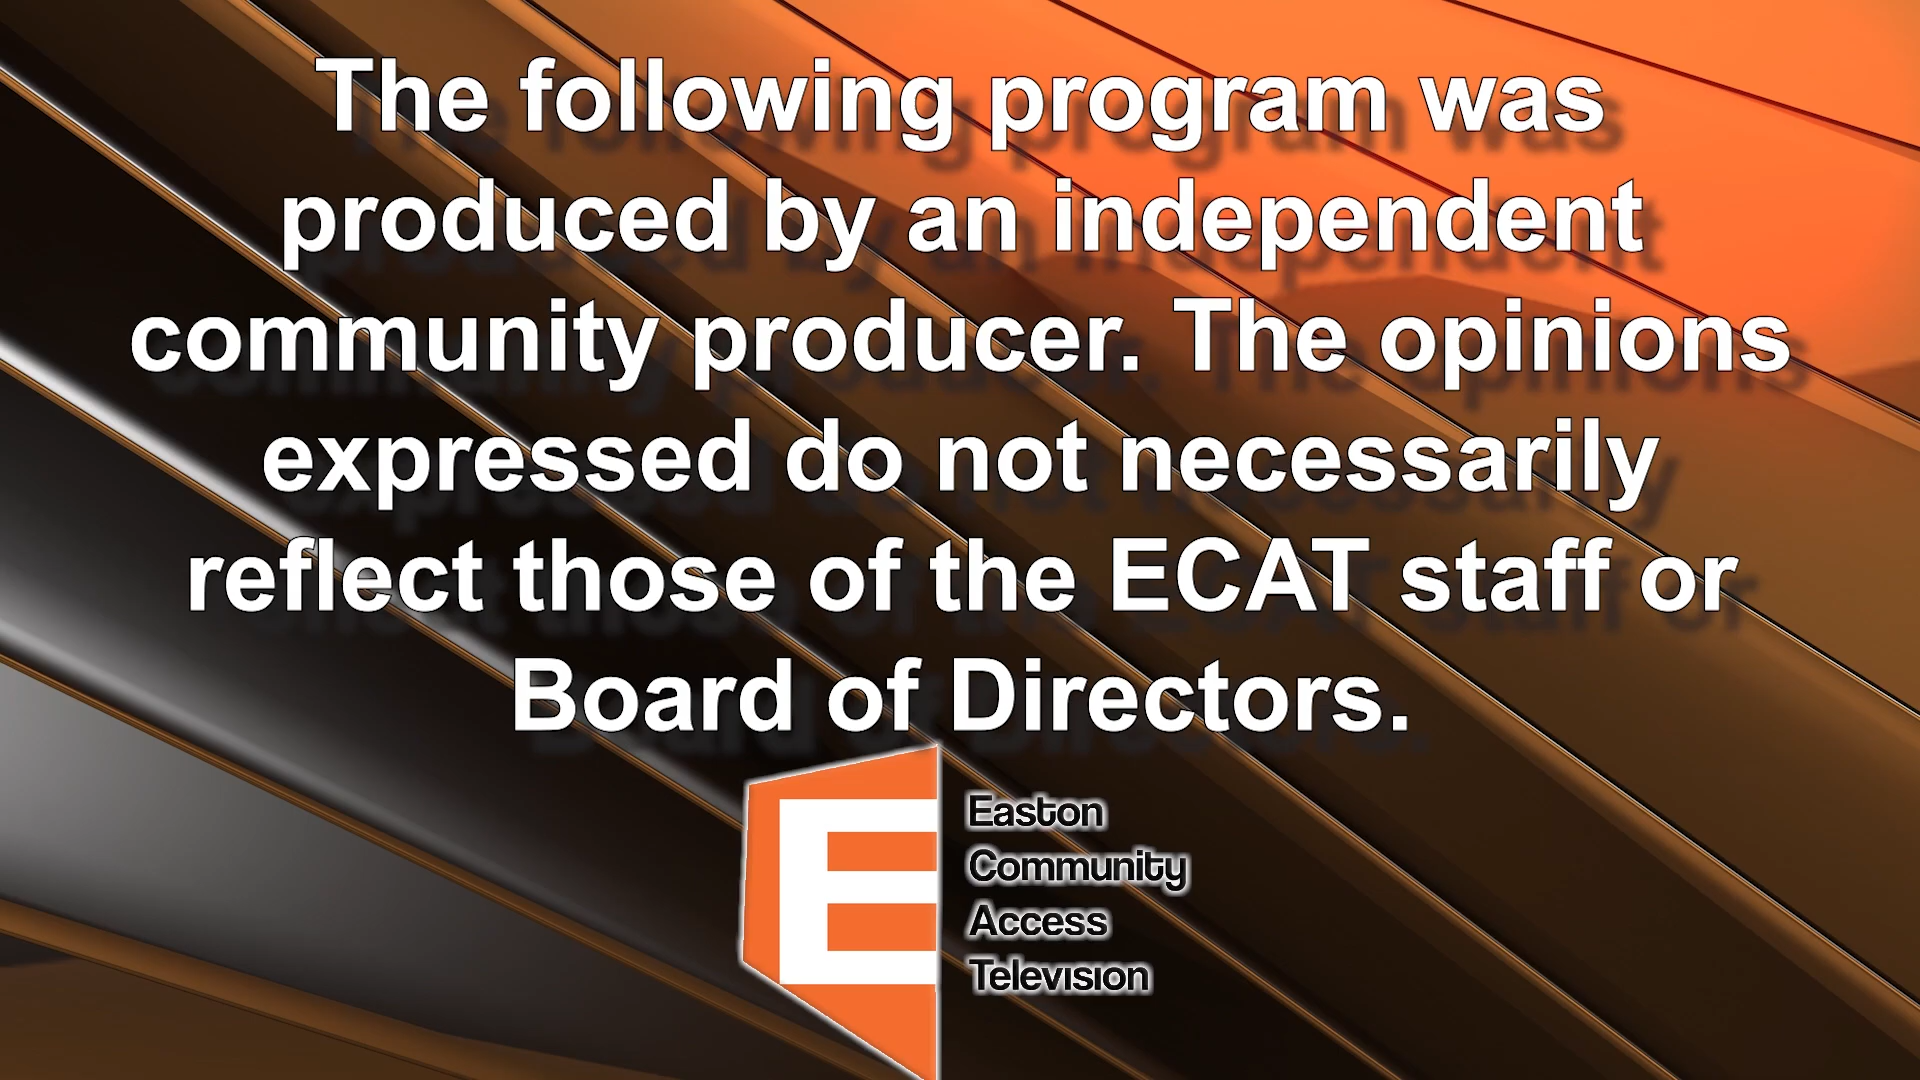 The following program was
produced by an independent
community producer. The opinions
expressed do not necessarily
reflect those of the ECAT staff or
Board of Directors.
E
Easton
Community
Access
Television